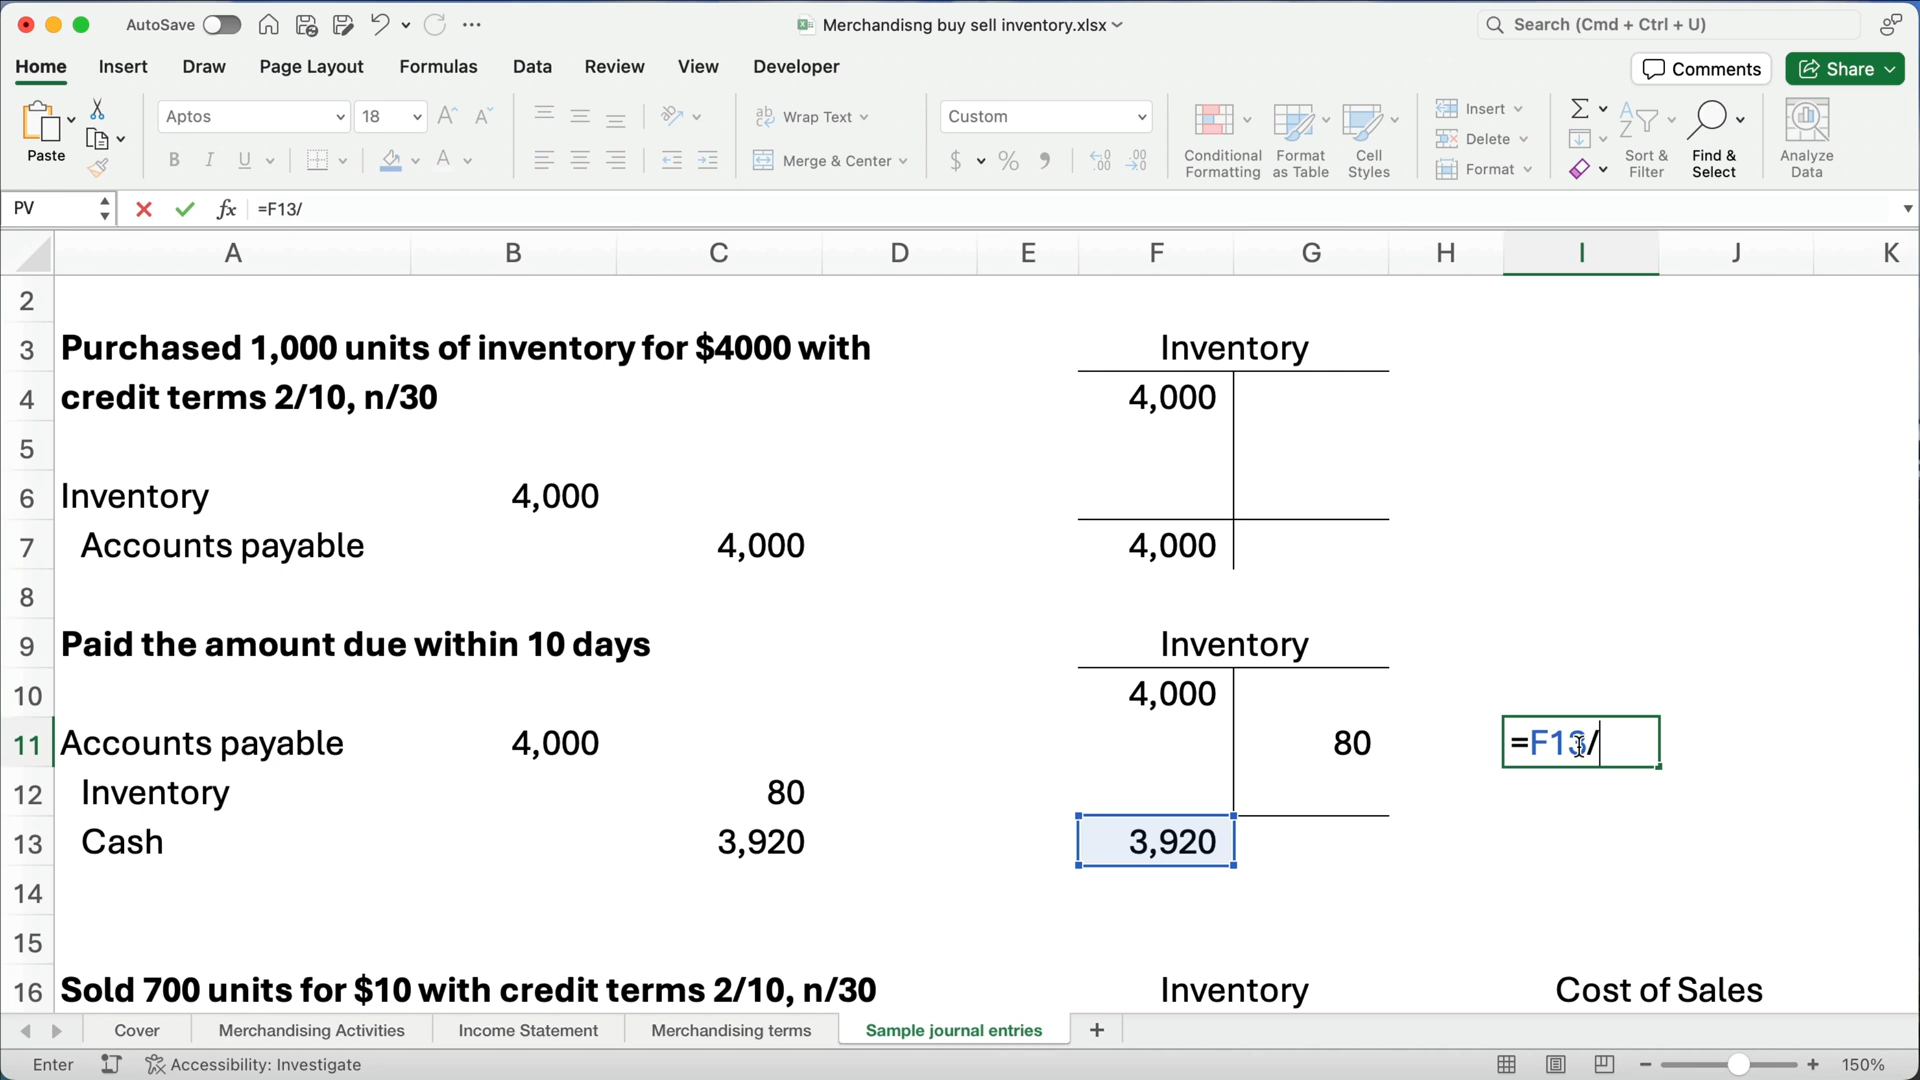 AutoSave
Merchandisng buy sell inventory.xlsx
Search (Cmd + Ctrl + U)
Home Insert Draw Page Layout Formulas Data Review View Developer
Comments
Share
Paste
Aptos
18
B I U
A
Wrap Text
Merge & Center
Custom
$ %
Conditional Formatting
Format as Table
Cell Styles
Insert
Delete
Format
Sort & Filter
Find & Select
Analyze Data
PV
fx
=F13/
A B C D E F G H I J K
2
3 Purchased 1,000 units of inventory for $4000 with Inventory
4 credit terms 2/10, n/30 4,000
5
6 Inventory 4,000
7 Accounts payable 4,000 4,000
8
9 Paid the amount due within 10 days Inventory
10 4,000
11 Accounts payable 4,000 80 =F13/
12 Inventory 80
13 Cash 3,920 3,920
14
15
16 Sold 700 units for $10 with credit terms 2/10, n/30 Inventory Cost of Sales
Cover Merchandising Activities Income Statement Merchandising terms Sample journal entries +
Enter
Accessibility: Investigate
150%